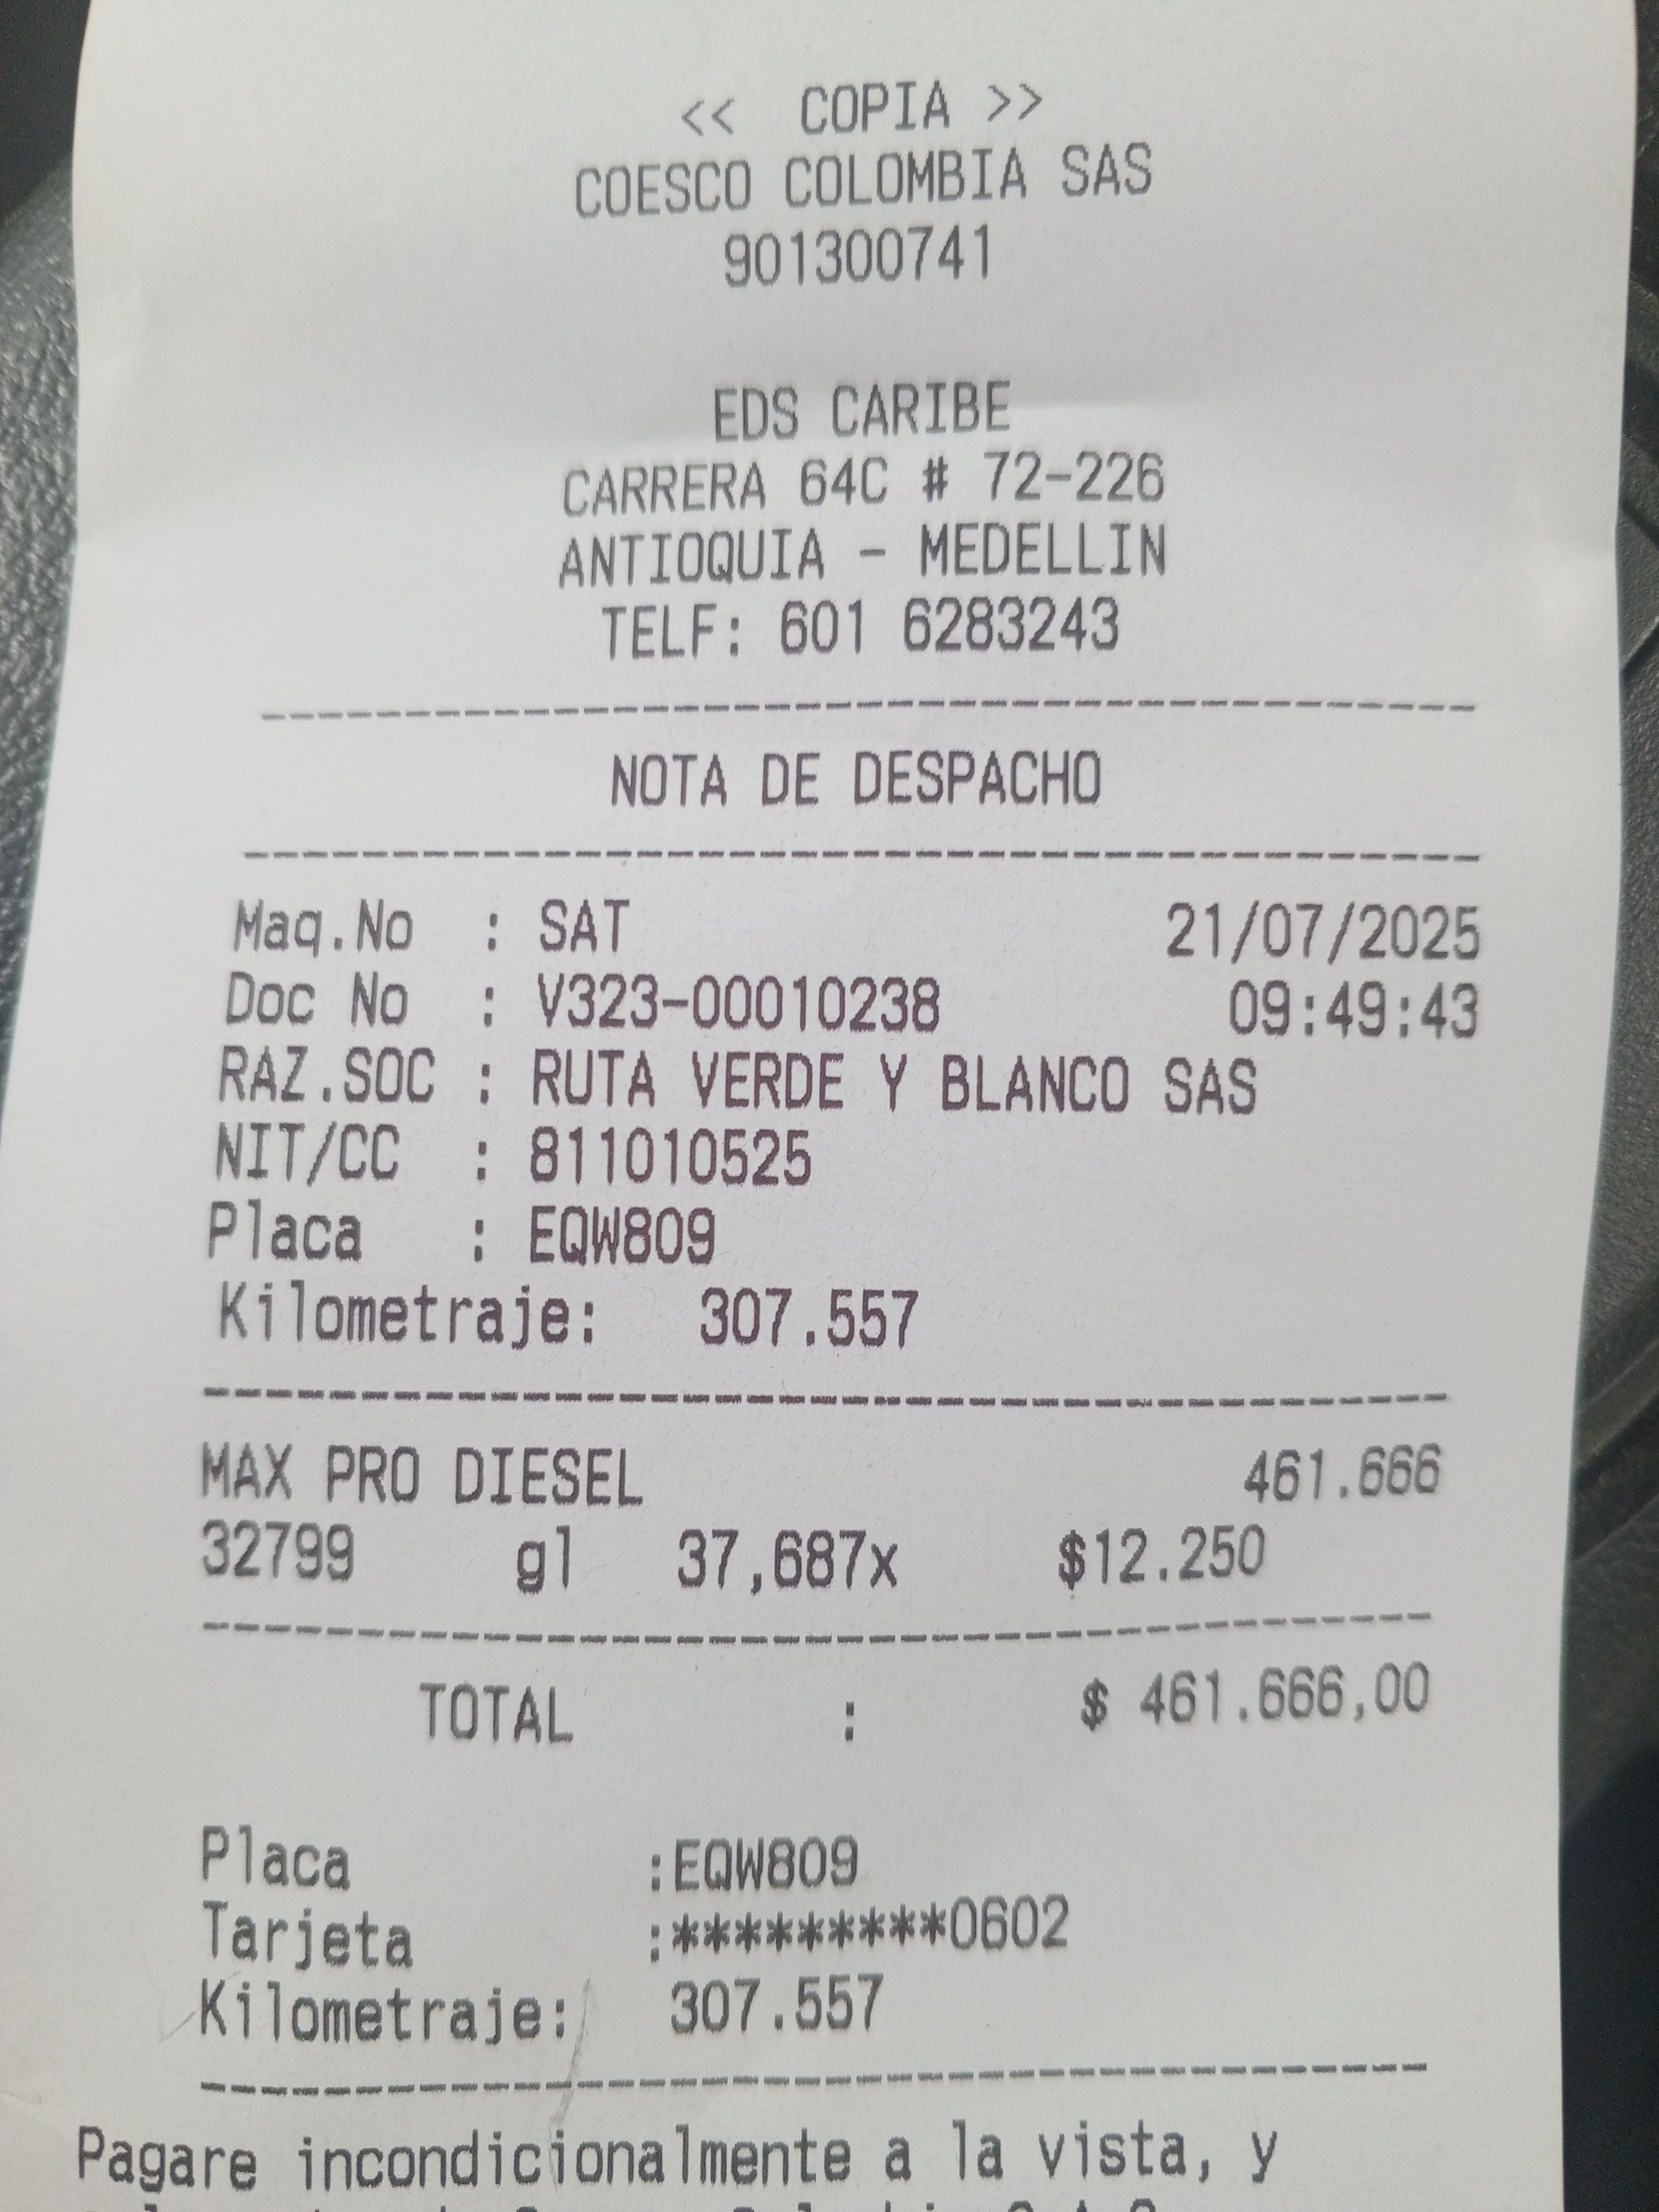 << COPIA >>
COESCO COLOMBIA SAS
901300741
EDS CARIBE
CARRERA 64C # 72-226
ANTIOQUIA - MEDELLIN
TELF: 601 6283243
NOTA DE DESPACHO
Maq.No : SAT 21/07/2025
Doc No : V323-00010238 09:49:43
RAZ.SOC : RUTA VERDE Y BLANCO SAS
NIT/CC : 811010525
Placa : EQW809
Kilometraje: 307.557
MAX PRO DIESEL 461.666
32799 gl 37,687x $12.250
TOTAL : $ 461.666,00
Placa :EQW809
Tarjeta :*********0602
Kilometraje: 307.557
Pagare incondicionalmente a la vista, y